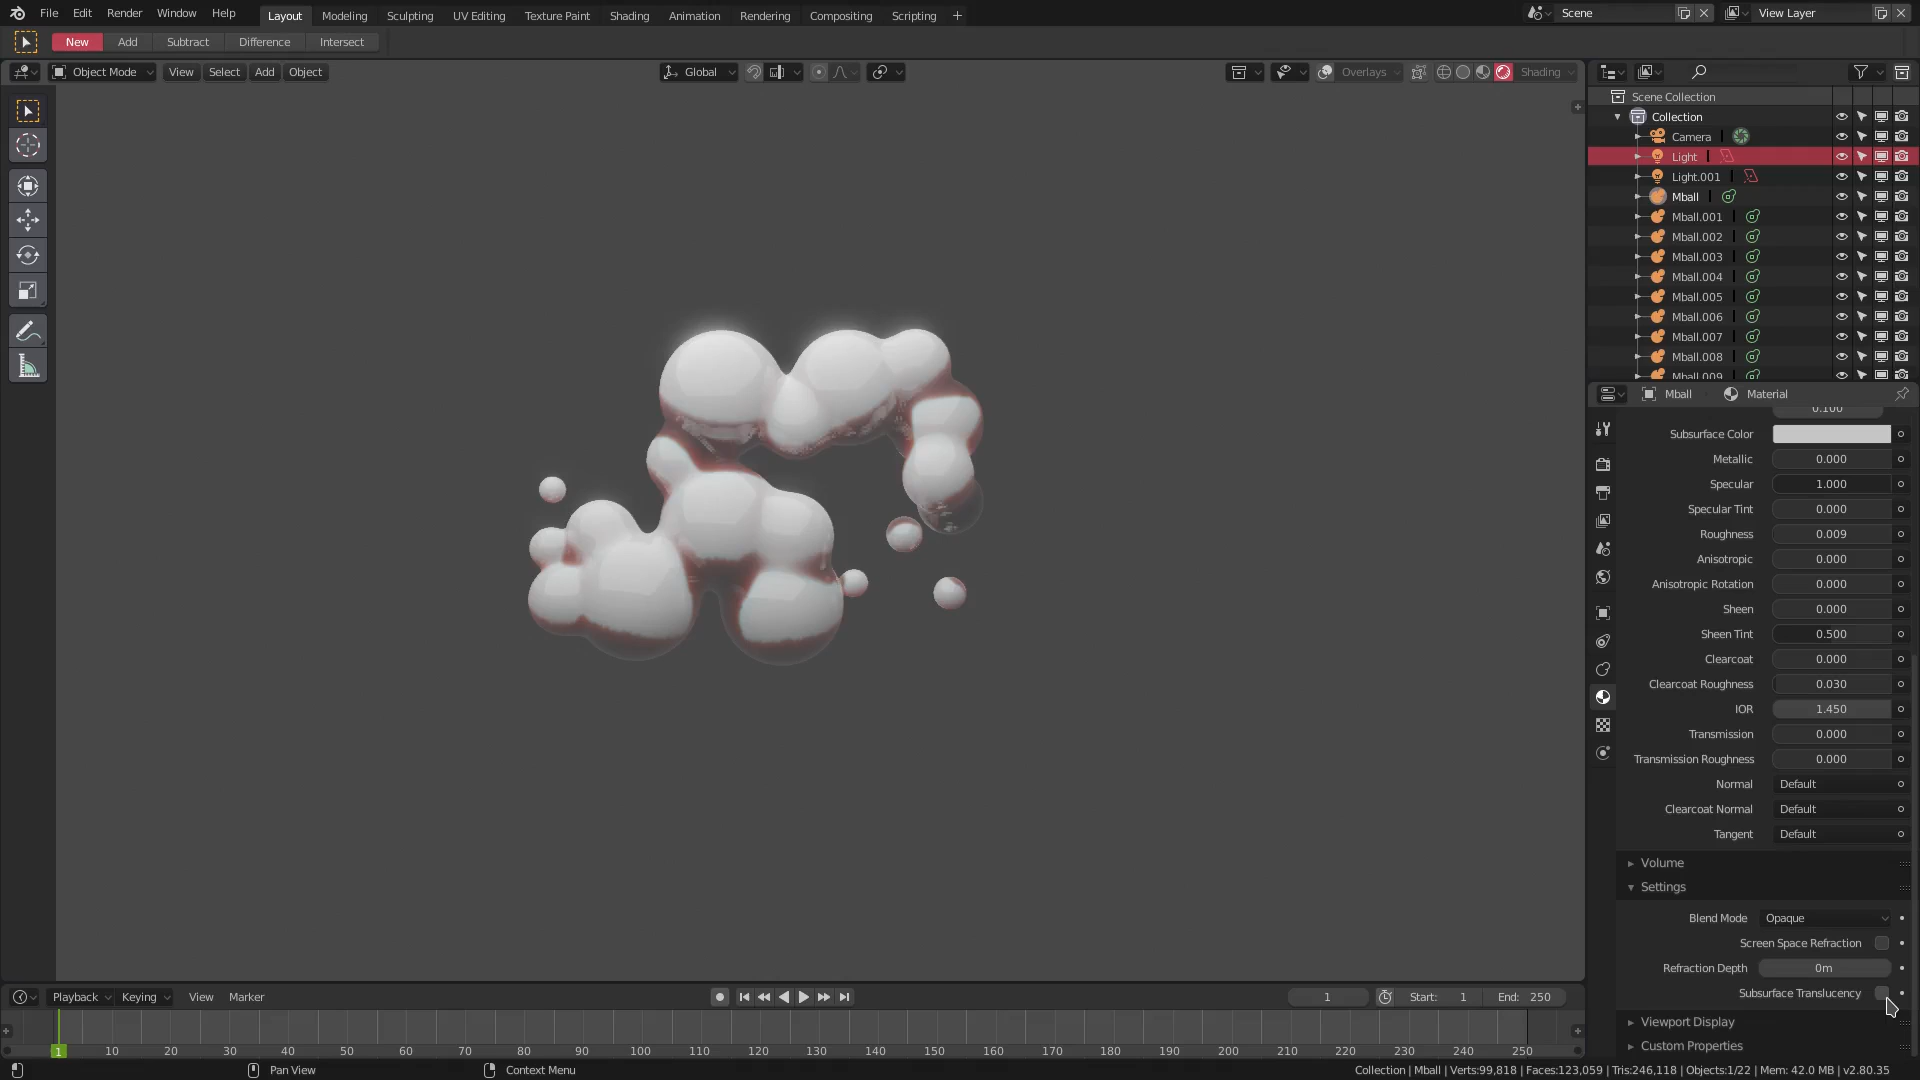 File Edit Render Window Help Layout Modeling Sculpting UV Editing Texture Paint Shading Animation Rendering Compositing Scripting + Scene View Layer
New Add Subtract Difference Intersect
Object Mode View Select Add Object Global Overlays Shading
Scene Collection
Collection
Camera
Light
Light.001
Mball
Mball.001
Mball.002
Mball.003
Mball.004
Mball.005
Mball.006
Mball.007
Mball.008
Mball.009
Mball Material
0.100
Subsurface Color
Metallic 0.000
Specular 1.000
Specular Tint 0.000
Roughness 0.009
Anisotropic 0.000
Anisotropic Rotation 0.000
Sheen 0.000
Sheen Tint 0.500
Clearcoat 0.000
Clearcoat Roughness 0.030
IOR 1.450
Transmission 0.000
Transmission Roughness 0.000
Normal Default
Clearcoat Normal Default
Tangent Default
Volume
Settings
Blend Mode Opaque
Screen Space Refraction
Refraction Depth 0m
Subsurface Translucency
Viewport Display
Custom Properties
Playback Keying View Marker 1 Start: 1 End: 250
1 10 20 30 40 50 60 70 80 90 100 110 120 130 140 150 160 170 180 190 200 210 220 230 240 250
Pan View Context Menu Collection | Mball | Verts:99,818 | Faces:123,059 | Tris:246,118 | Objects:1/22 | Mem: 42.0 MB | v2.80.35